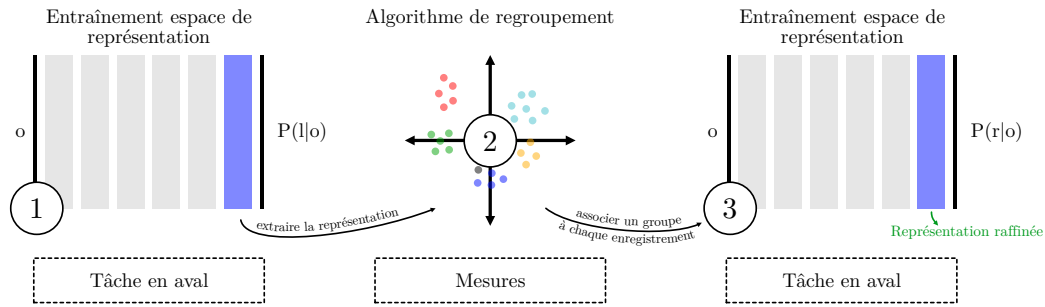 Entraînement espace de
représentation
o
P(l|o)
1
extraire la représentation
Tâche en aval
Algorithme de regroupement
2
associer un groupe
à chaque enregistrement
Mesures
Entraînement espace de
représentation
o
P(r|o)
3
Représentation raffinée
Tâche en aval